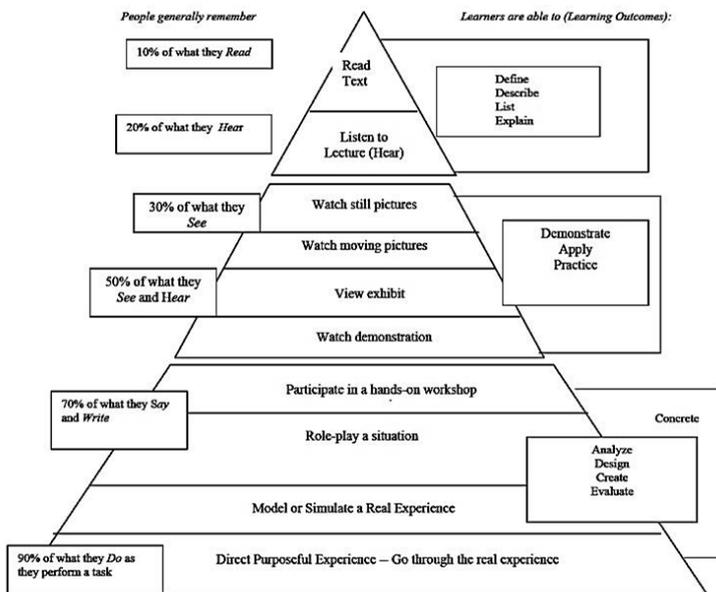 People generally remember
Learners are able to (Learning Outcomes):
10% of what they Read
Read
Text
Define
Describe
List
Explain
20% of what they Hear
Listen to
Lecture (Hear)
30% of what they
See
Watch still pictures
Watch moving pictures
Demonstrate
Apply
Practice
50% of what they
See and Hear
View exhibit
Watch demonstration
70% of what they Say
and Write
Participate in a hands-on workshop
Concrete
Role-play a situation
Analyze
Design
Create
Evaluate
Model or Simulate a Real Experience
90% of what they Do as
they perform a task
Direct Purposeful Experience – Go through the real experience